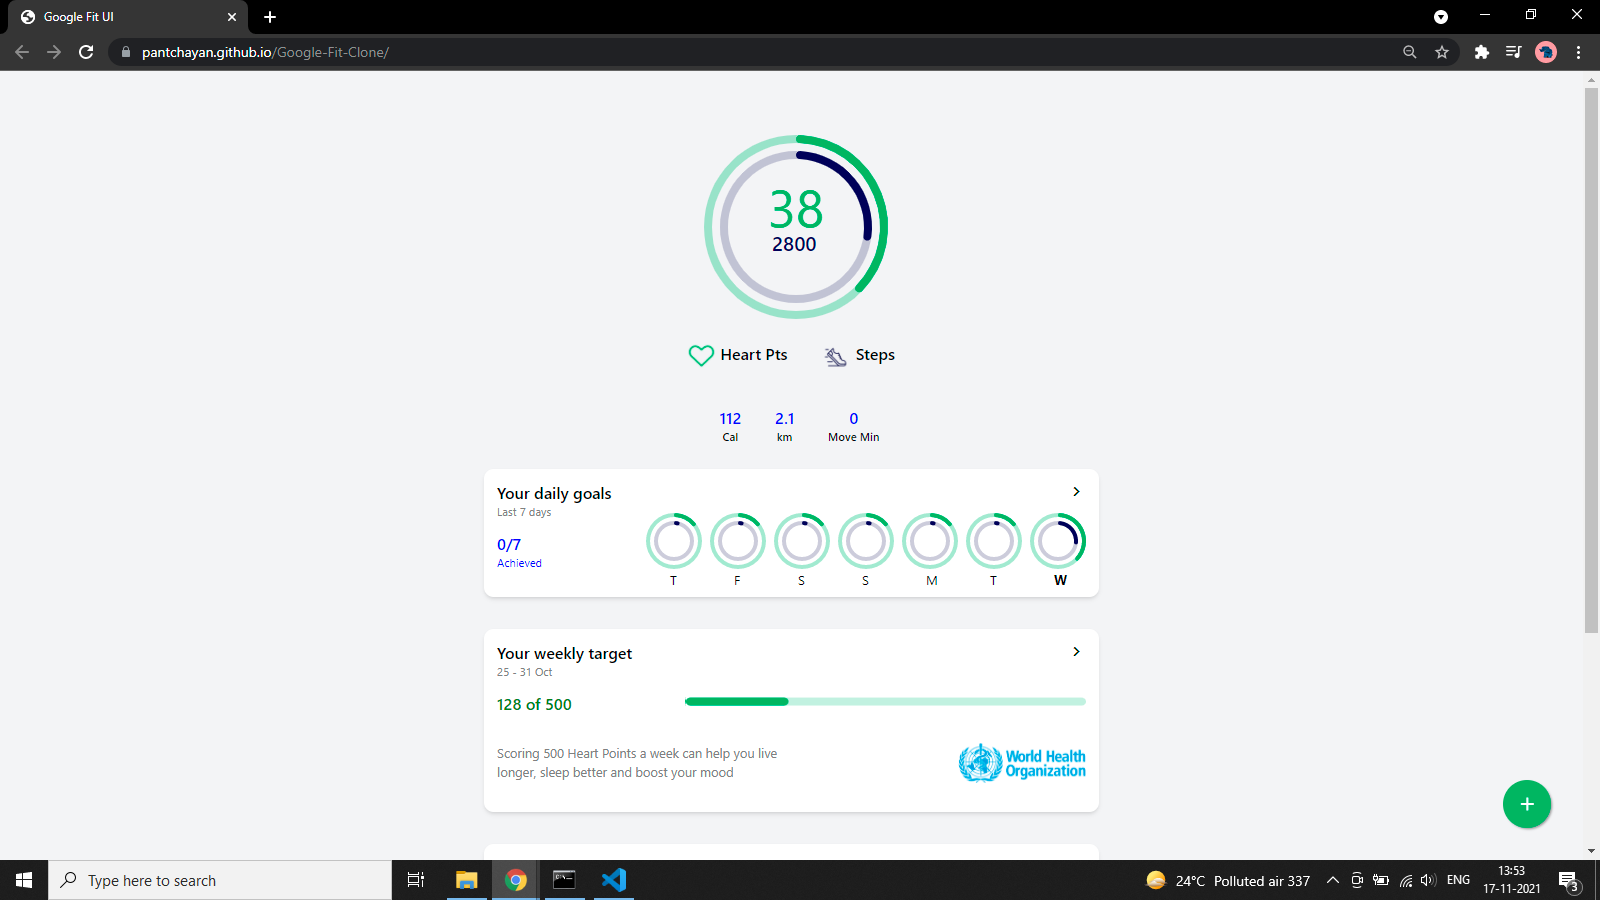 Google Fit UI
pantchayan.github.io/Google-Fit-Clone/
38
2800
Heart Pts
Steps
112 2.1 0
Cal km Move Min
Your daily goals
Last 7 days
0/7
Achieved
T F S S M T W
Your weekly target
25 - 31 Oct
128 of 500
Scoring 500 Heart Points a week can help you live
longer, sleep better and boost your mood
World Health
Organization
+
Type here to search
24°C Polluted air 337
ENG
13:53
17-11-2021
3